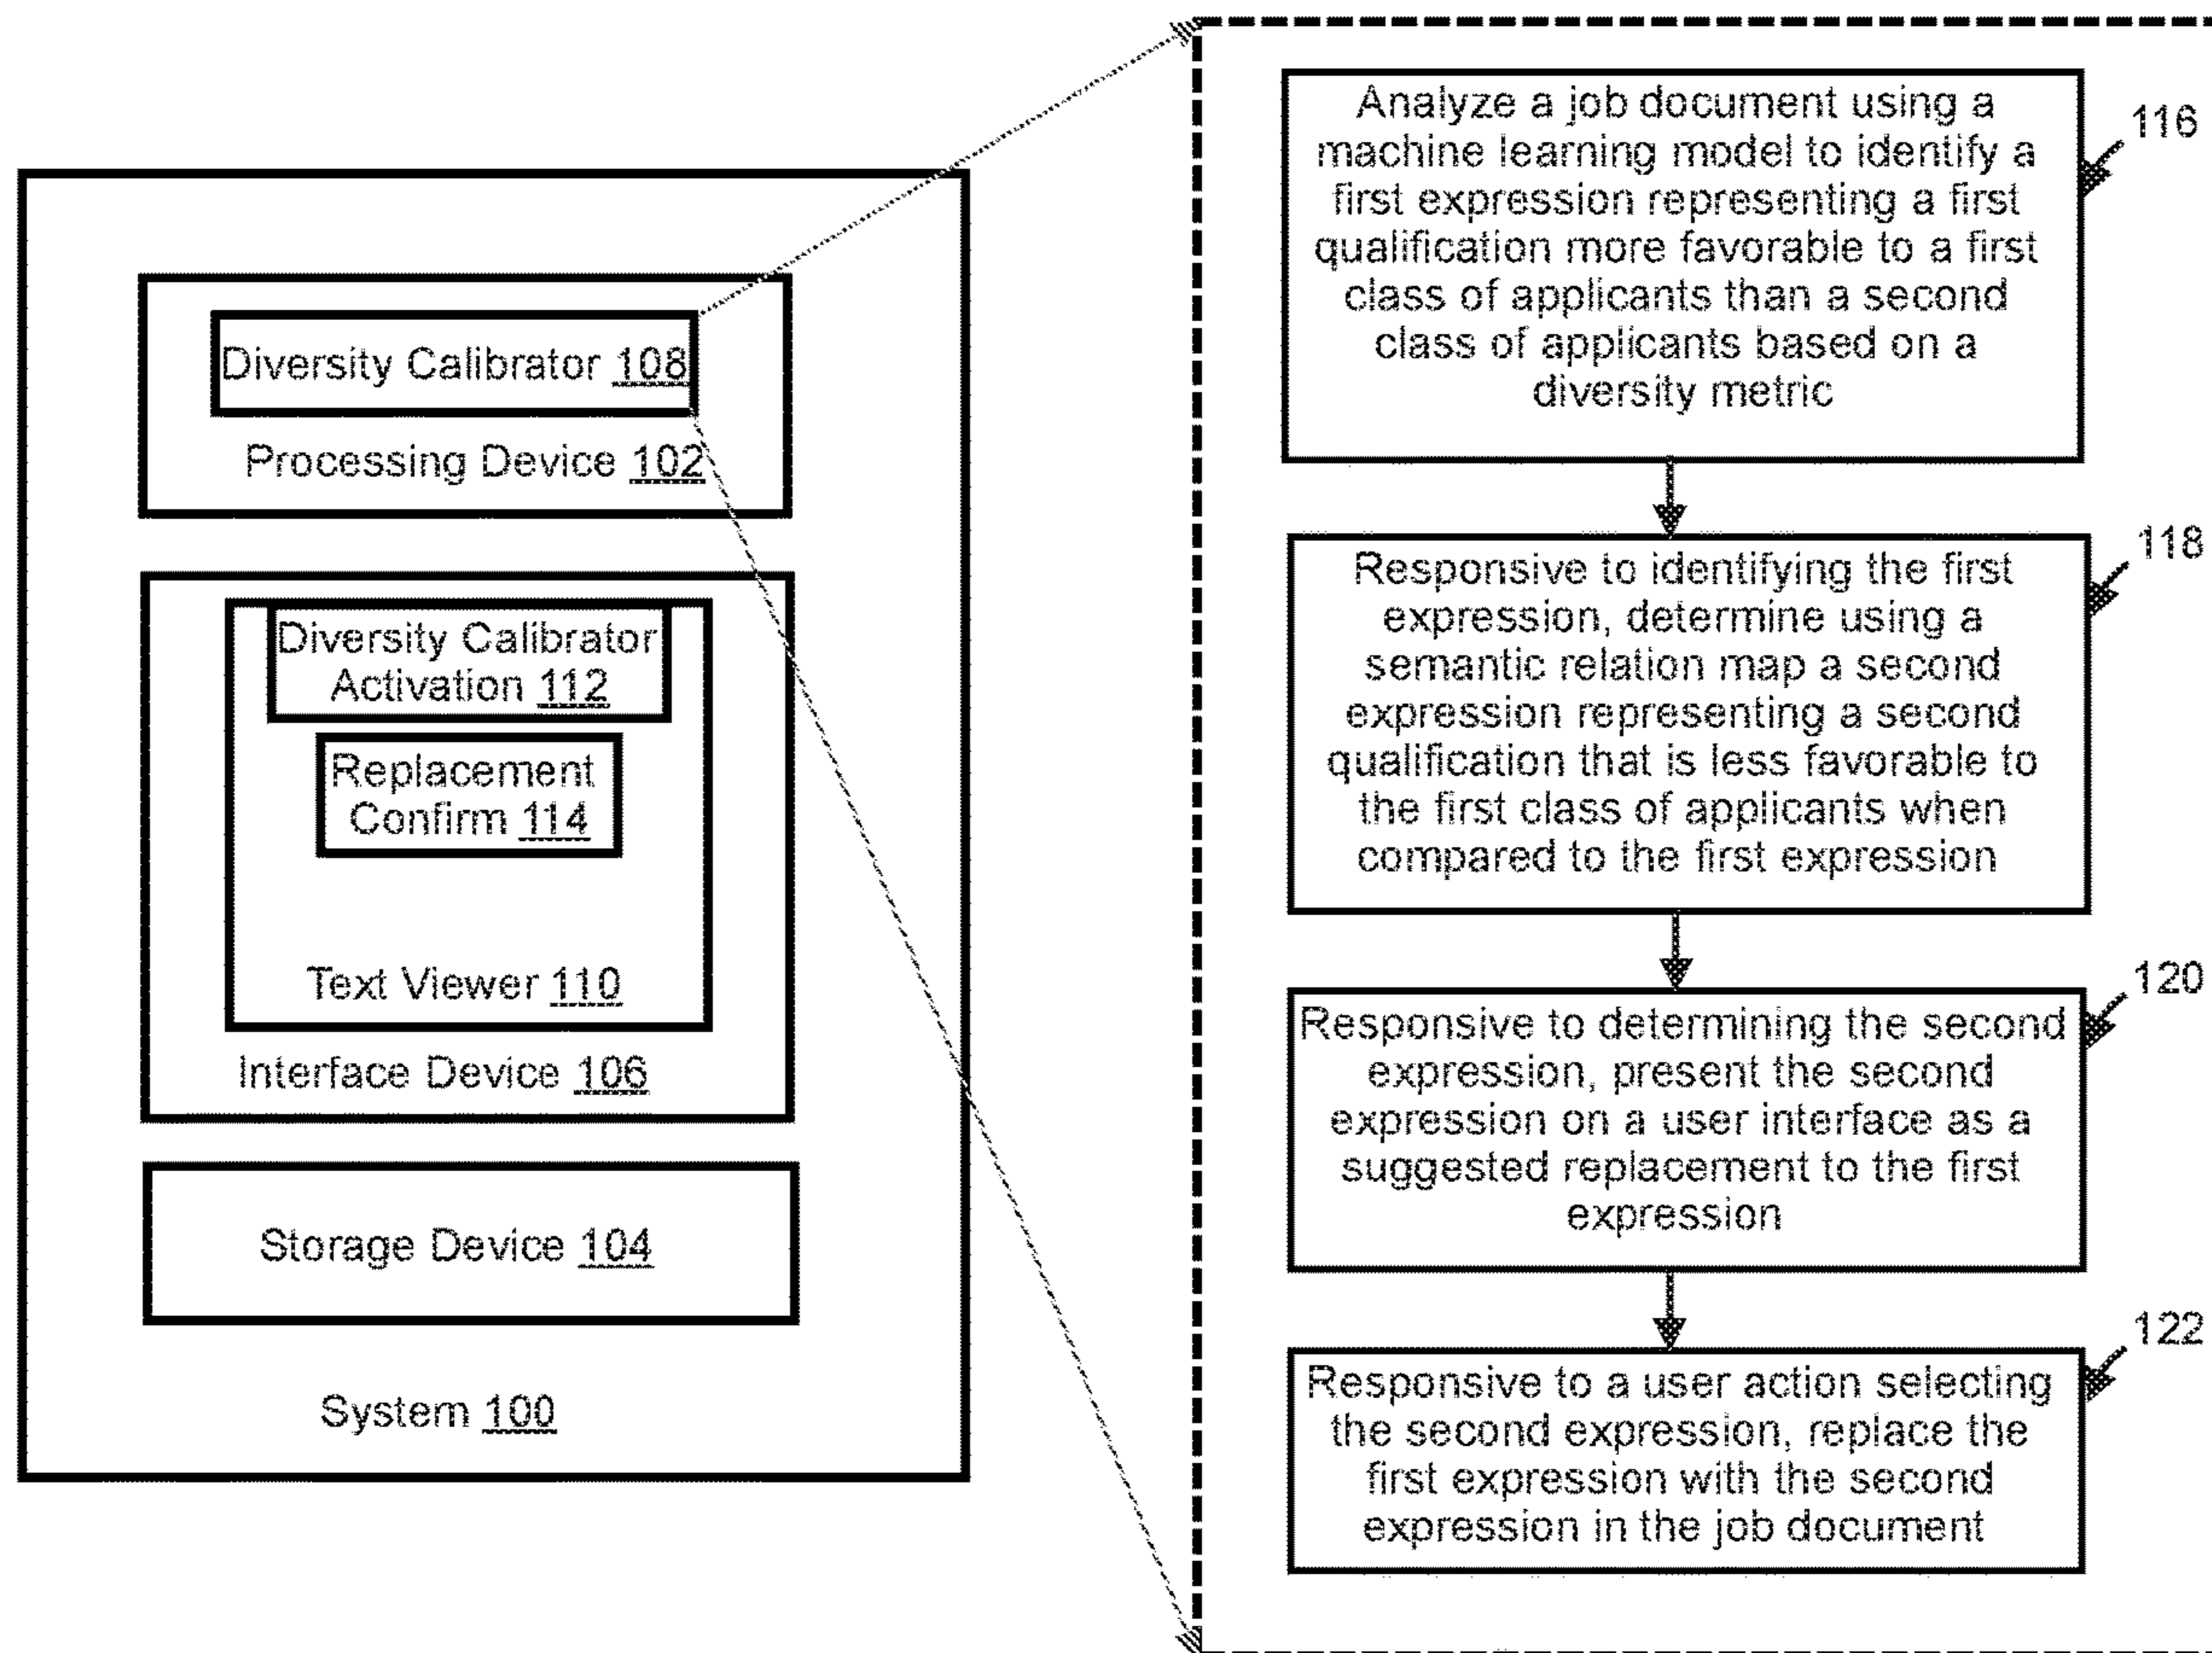 Diversity Calibrator 108
Processing Device 102
Diversity Calibrator
Activation 112
Replacement
Confirm 114
Text Viewer 110
Interface Device 106
Storage Device 104
System 100
Analyze a job document using a
machine learning model to identify a
first expression representing a first
qualification more favorable to a first
class of applicants than a second
class of applicants based on a
diversity metric
116
Responsive to identifying the first
expression, determine using a
semantic relation map a second
expression representing a second
qualification that is less favorable to
the first class of applicants when
compared to the first expression
118
Responsive to determining the second
expression, present the second
expression on a user interface as a
suggested replacement to the first
expression
120
Responsive to a user action selecting
the second expression, replace the
first expression with the second
expression in the job document
122